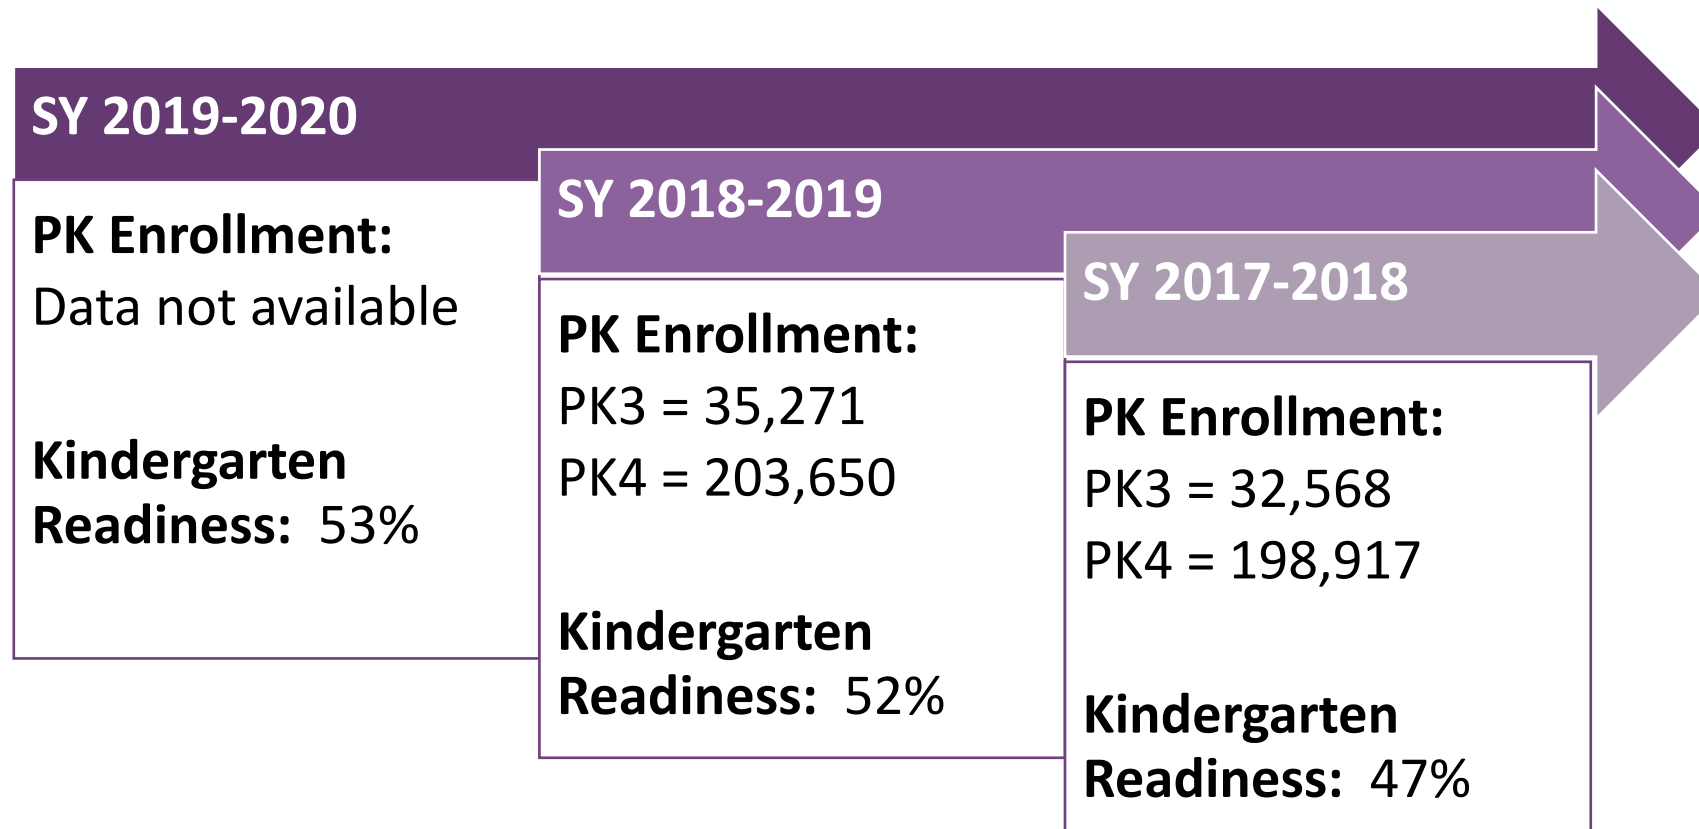 SY 2019-2020
PK Enrollment:
Data not available
Kindergarten
Readiness: 53%
SY 2018-2019
PK Enrollment:
PK3 = 35,271
PK4 = 203,650
Kindergarten
Readiness: 52%
SY 2017-2018
PK Enrollment:
PK3 = 32,568
PK4 = 198,917
Kindergarten
Readiness: 47%